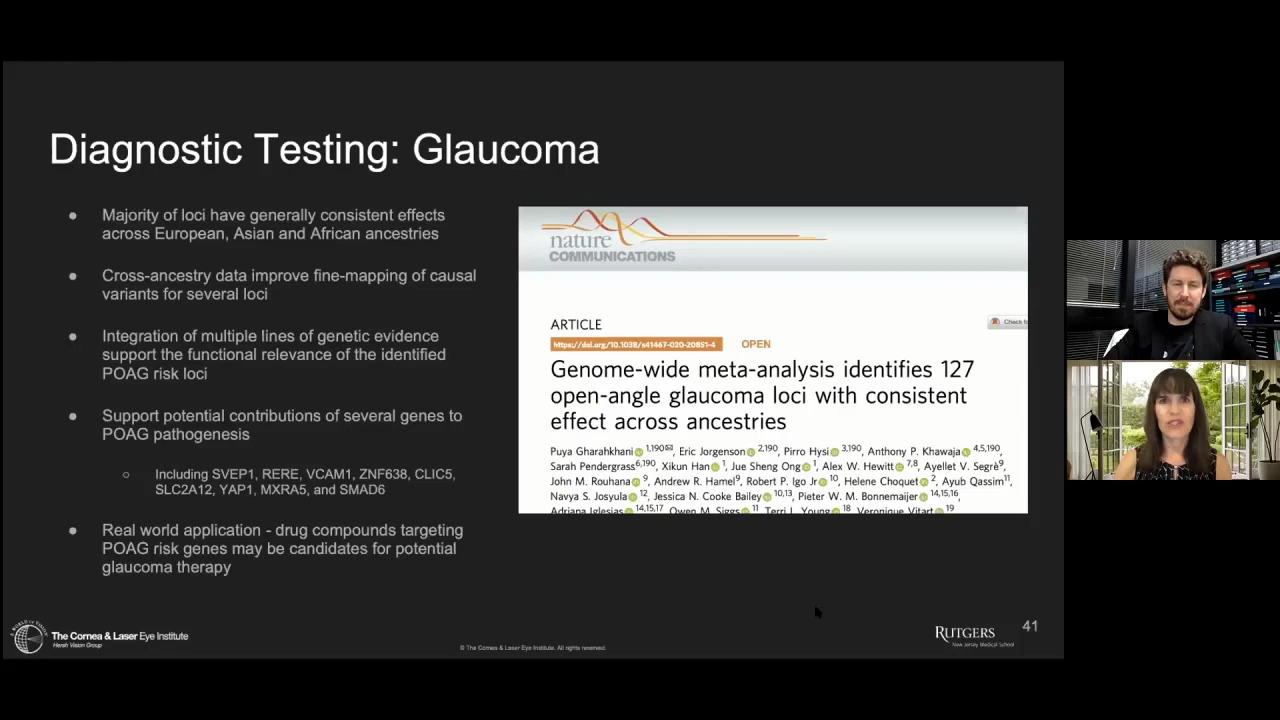 Diagnostic Testing: Glaucoma
● Majority of loci have generally consistent effects
across European, Asian and African ancestries
● Cross-ancestry data improve fine-mapping of causal
variants for several loci
● Integration of multiple lines of genetic evidence
support the functional relevance of the identified
POAG risk loci
● Support potential contributions of several genes to
POAG pathogenesis
○ Including SVEP1, RERE, VCAM1, ZNF638, CLIC5,
SLC2A12, YAP1, MXRA5, and SMAD6
● Real world application - drug compounds targeting
POAG risk genes may be candidates for potential
glaucoma therapy
nature
COMMUNICATIONS
ARTICLE
Check fo
https://doi.org/10.1038/s41467-020-20851-4 OPEN
Genome-wide meta-analysis identifies 127
open-angle glaucoma loci with consistent
effect across ancestries
Puya Gharahkhani 1,190✉, Eric Jorgenson 2,190, Pirro Hysi 3,190, Anthony P. Khawaja 4,5,190,
Sarah Pendergrass6,190, Xikun Han 1, Jue Sheng Ong 1, Alex W. Hewitt 7,8, Ayellet V. Segrè9,
John M. Rouhana 9, Andrew R. Hamel9, Robert P. Igo Jr 10, Helene Choquet 2, Ayub Qassim11,
Navya S. Josyula 12, Jessica N. Cooke Bailey 10,13, Pieter W. M. Bonnemaijer 14,15,16,
Adriana Iglesias 14,15,17, Owen M. Siggs 11, Terri L. Young 18, Veronique Vitart 19
A WORLD OF VISION
The Cornea & Laser Eye Institute
Hersh Vision Group
© The Cornea & Laser Eye Institute. All rights reserved.
RUTGERS
New Jersey Medical School
41